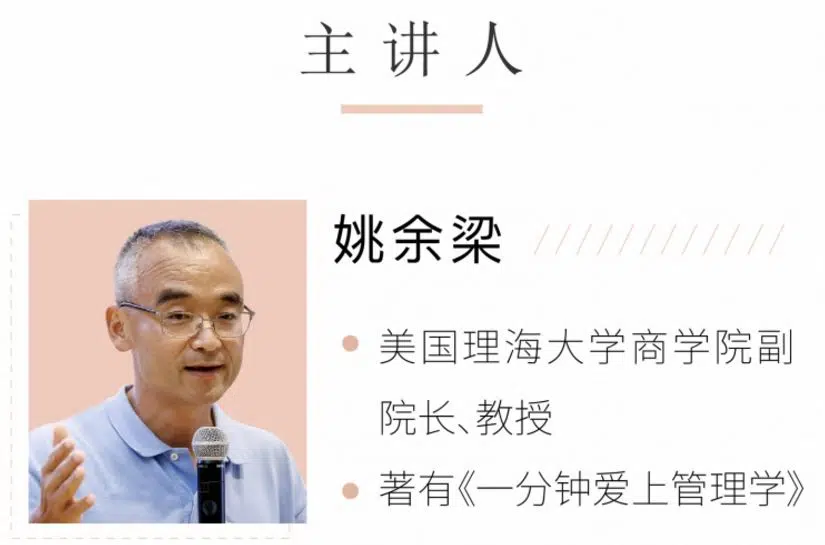 主讲人
姚余梁
美国理海大学商学院副
院长、教授
著有《一分钟爱上管理学》